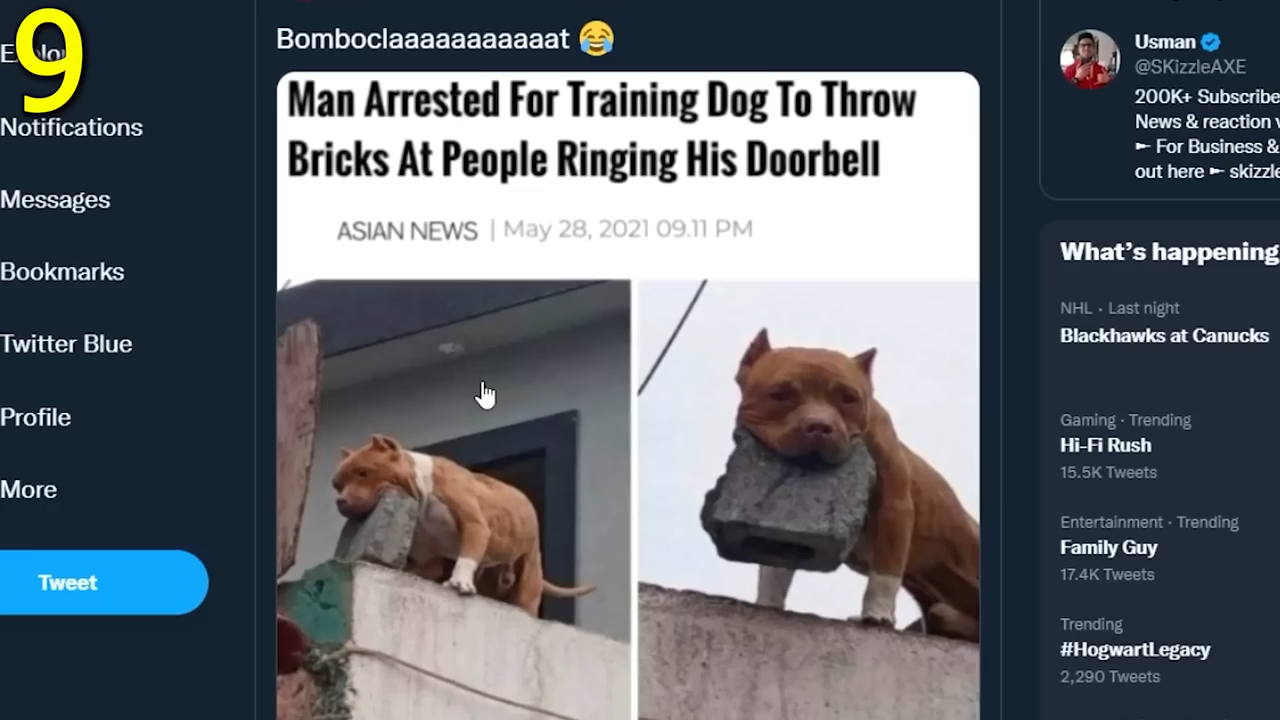 9
Notifications
Messages
Bookmarks
Twitter Blue
Profile
More
Tweet
Bomboclaaaaaaaaaaat 😂
Man Arrested For Training Dog To Throw
Bricks At People Ringing His Doorbell
ASIAN NEWS | May 28, 2021 09.11 PM
Usman
@SKizzleAXE
200K+ Subscribe
News & reaction v
► For Business &
out here ► skizzle
What's happening
NHL · Last night
Blackhawks at Canucks
Gaming · Trending
Hi-Fi Rush
15.5K Tweets
Entertainment · Trending
Family Guy
17.4K Tweets
Trending
#HogwartLegacy
2,290 Tweets